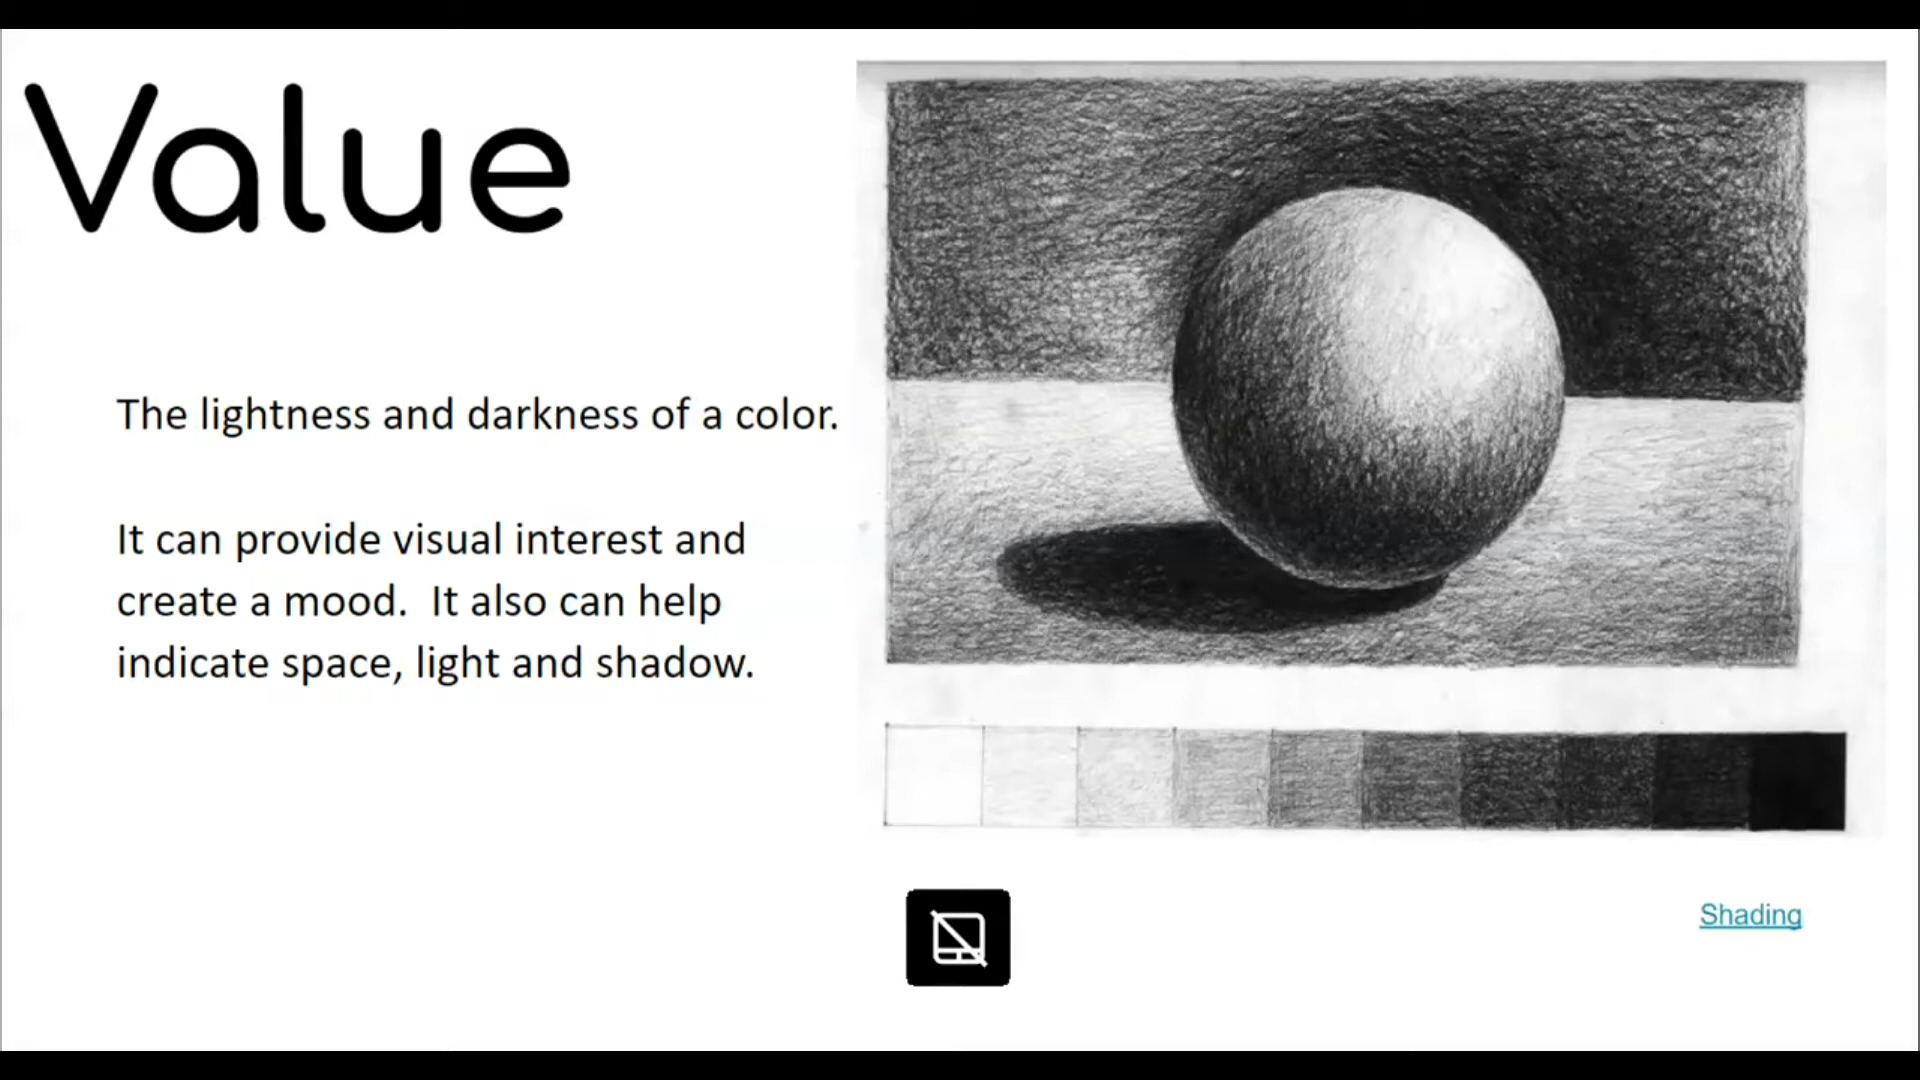 Value
The lightness and darkness of a color.
It can provide visual interest and
create a mood.  It also can help
indicate space, light and shadow.
Shading